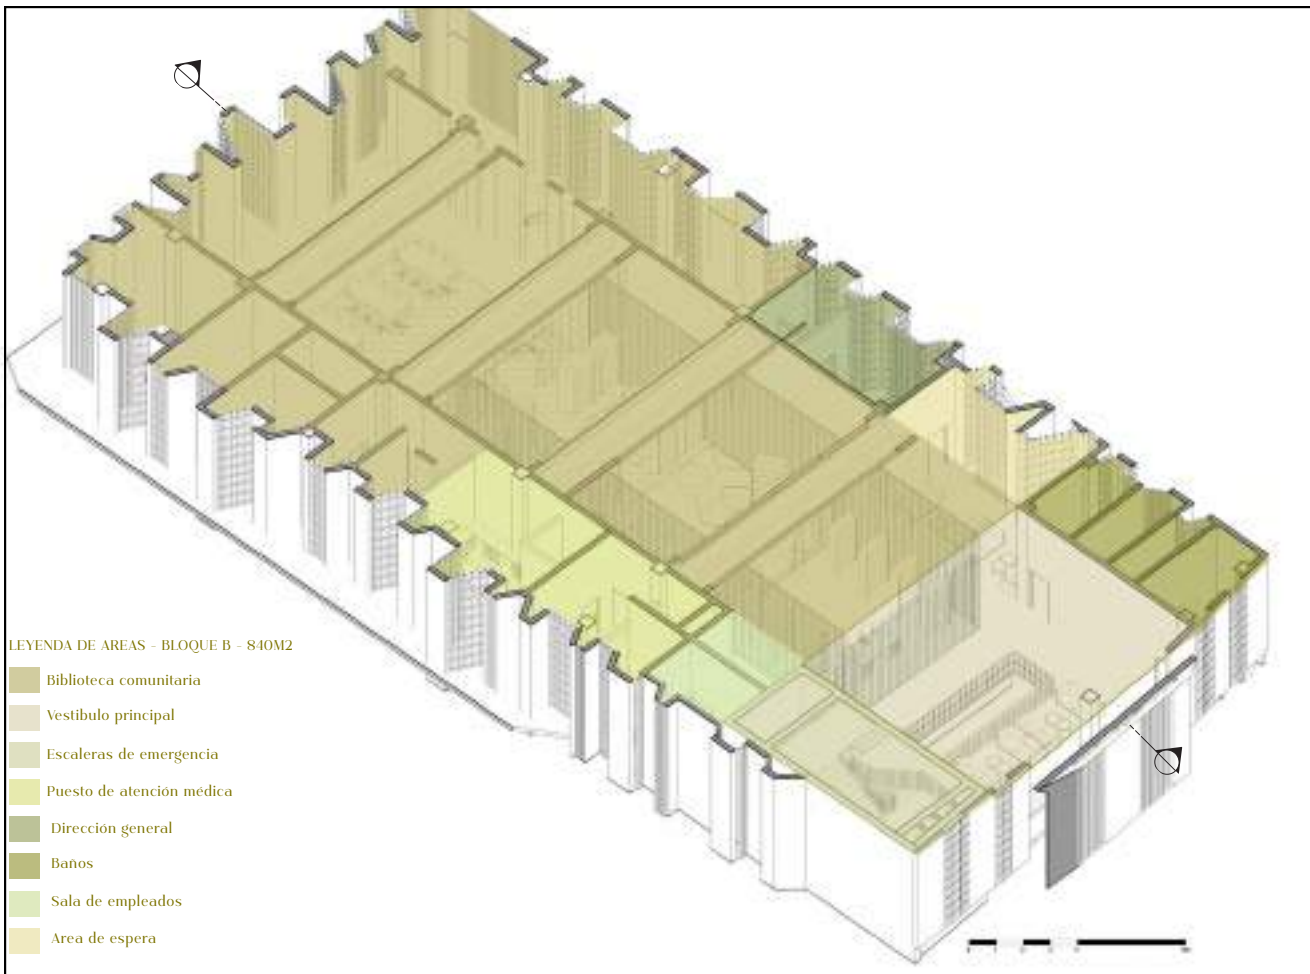 LEYENDA DE AREAS - BLOQUE B - 840M2
Biblioteca comunitaria
Vestíbulo principal
Escaleras de emergencia
Puesto de atención médica
Dirección general
Baños
Sala de empleados
Area de espera